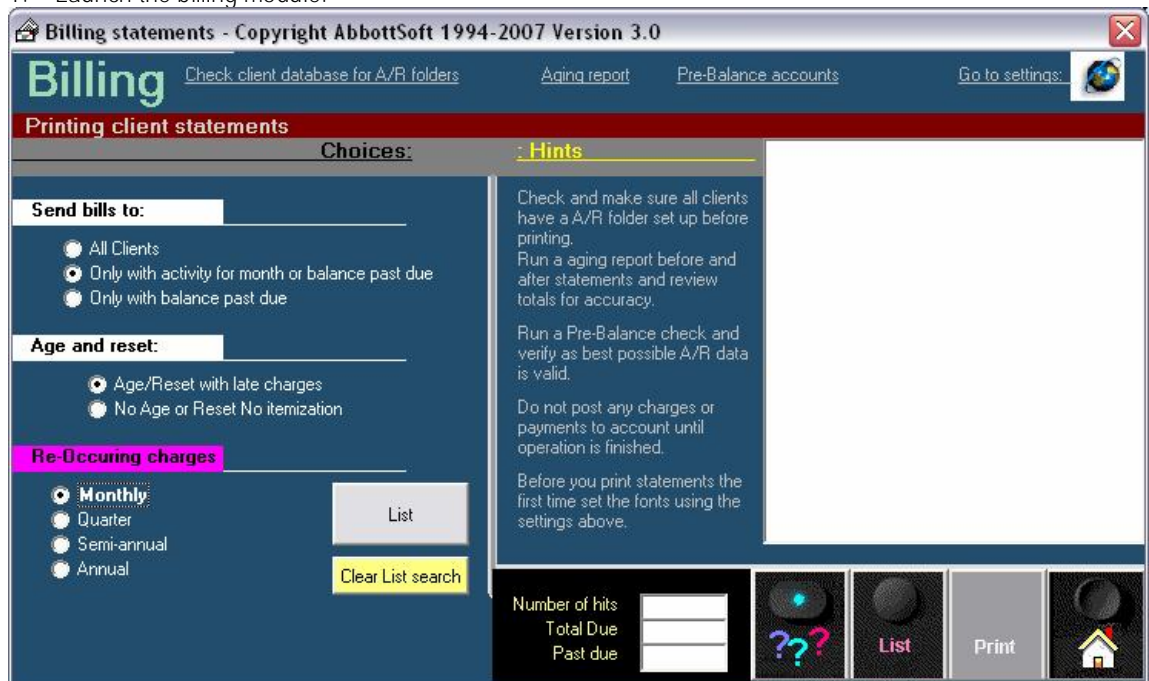 1. Launch the billing module.
Billing statements - Copyright AbbottSoft 1994-2007 Version 3.0
Billing Check client database for A/R folders Aging report Pre-Balance accounts Go to settings:
Printing client statements
Choices: : Hints
Send bills to:
All Clients
Only with activity for month or balance past due
Only with balance past due
Age and reset:
Age/Reset with late charges
No Age or Reset No itemization
Re-Occuring charges
Monthly
Quarter
Semi-annual
Annual
List
Clear List search
Check and make sure all clients
have a A/R folder set up before
printing.
Run a aging report before and
after statements and review
totals for accuracy.
Run a Pre-Balance check and
verify as best possible A/R data
is valid.
Do not post any charges or
payments to account until
operation is finished.
Before you print statements the
first time set the fonts using the
settings above.
Number of hits
Total Due
Past due
???
List
Print